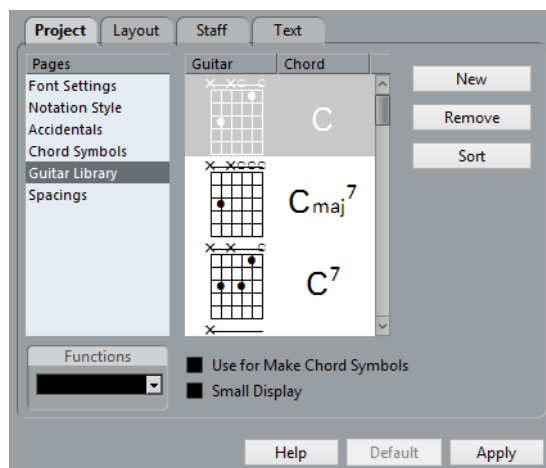 Project Layout Staff Text
Pages
Font Settings
Notation Style
Accidentals
Chord Symbols
Guitar Library
Spacings
Functions
Guitar Chord
C
Cmaj7
C7
Use for Make Chord Symbols
Small Display
New
Remove
Sort
Help Default Apply